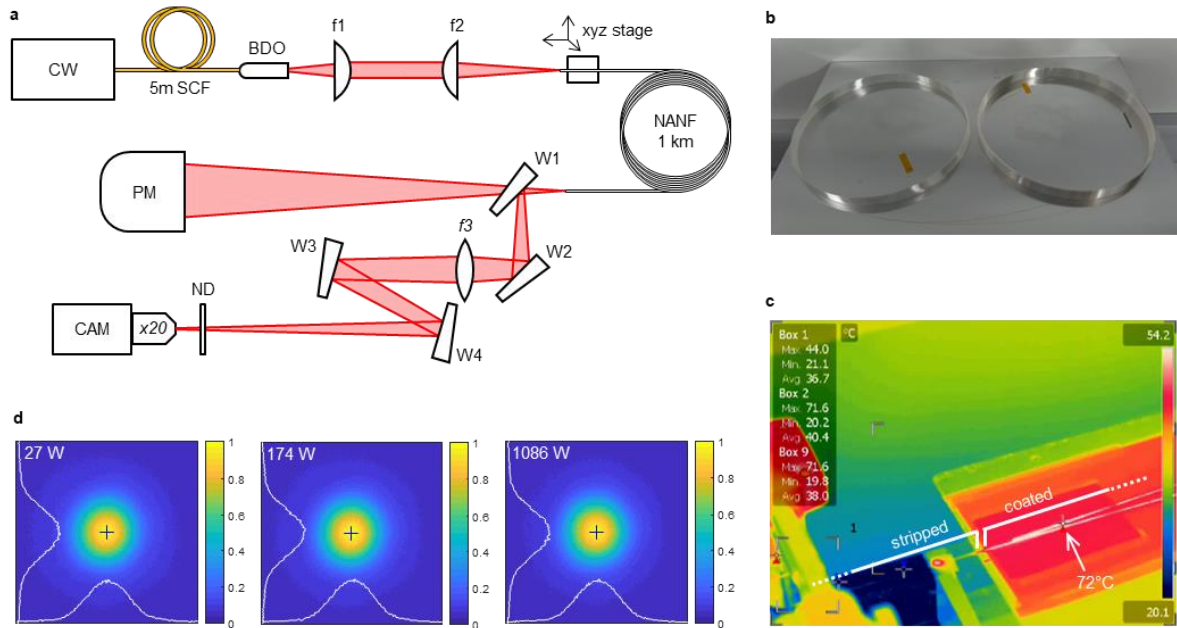 a
CW
5m SCF
BDO
f1
f2
xyz stage
NANF
1 km
PM
W1
W2
f3
W3
W4
ND
CAM
x20
b
c
°C
54.2
Box 1
Max 44.0
Min. 21.1
Avg 36.7
Box 2
Max. 71.6
Min. 20.2
Avg 40.4
Box 9
Max 71.6
Min. 19.8
Avg. 38.0
1
stripped
coated
72°C
20.1
d
27 W
1
0.8
0.6
0.4
0.2
0
174 W
1
0.8
0.6
0.4
0.2
0
1086 W
1
0.8
0.6
0.4
0.2
0